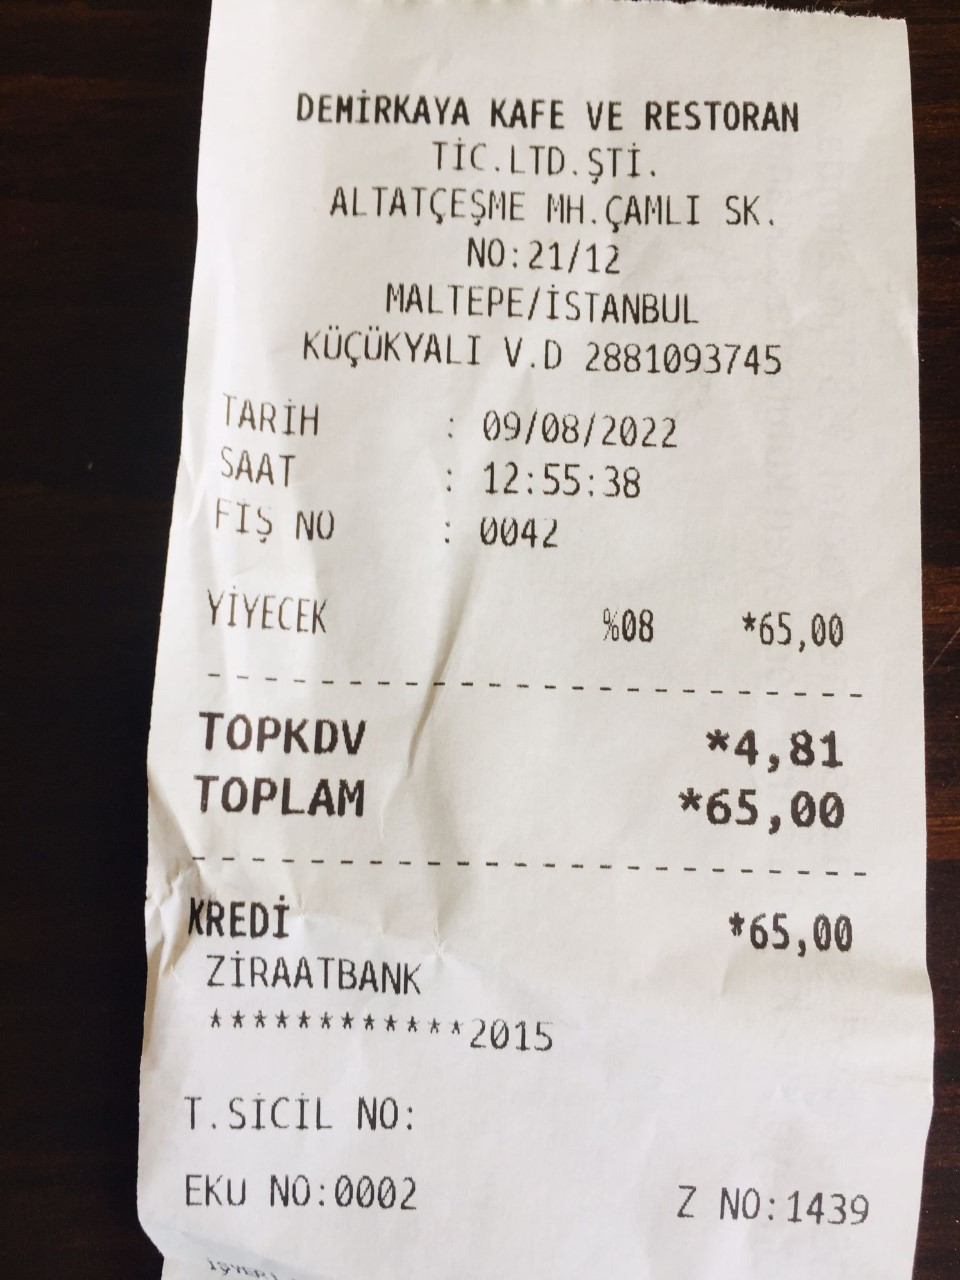 DEMİRKAYA KAFE VE RESTORAN
TİC.LTD.ŞTİ.
ALTATÇEŞME MH.ÇAMLI SK.
NO:21/12
MALTEPE/İSTANBUL
KÜÇÜKYALI V.D 2881093745
TARİH : 09/08/2022
SAAT : 12:55:38
FİŞ NO : 0042
YİYECEK %08 *65,00
TOPKDV *4,81
TOPLAM *65,00
KREDİ *65,00
ZİRAATBANK
************2015
T.SİCİL NO:
EKU NO:0002 Z NO:1439